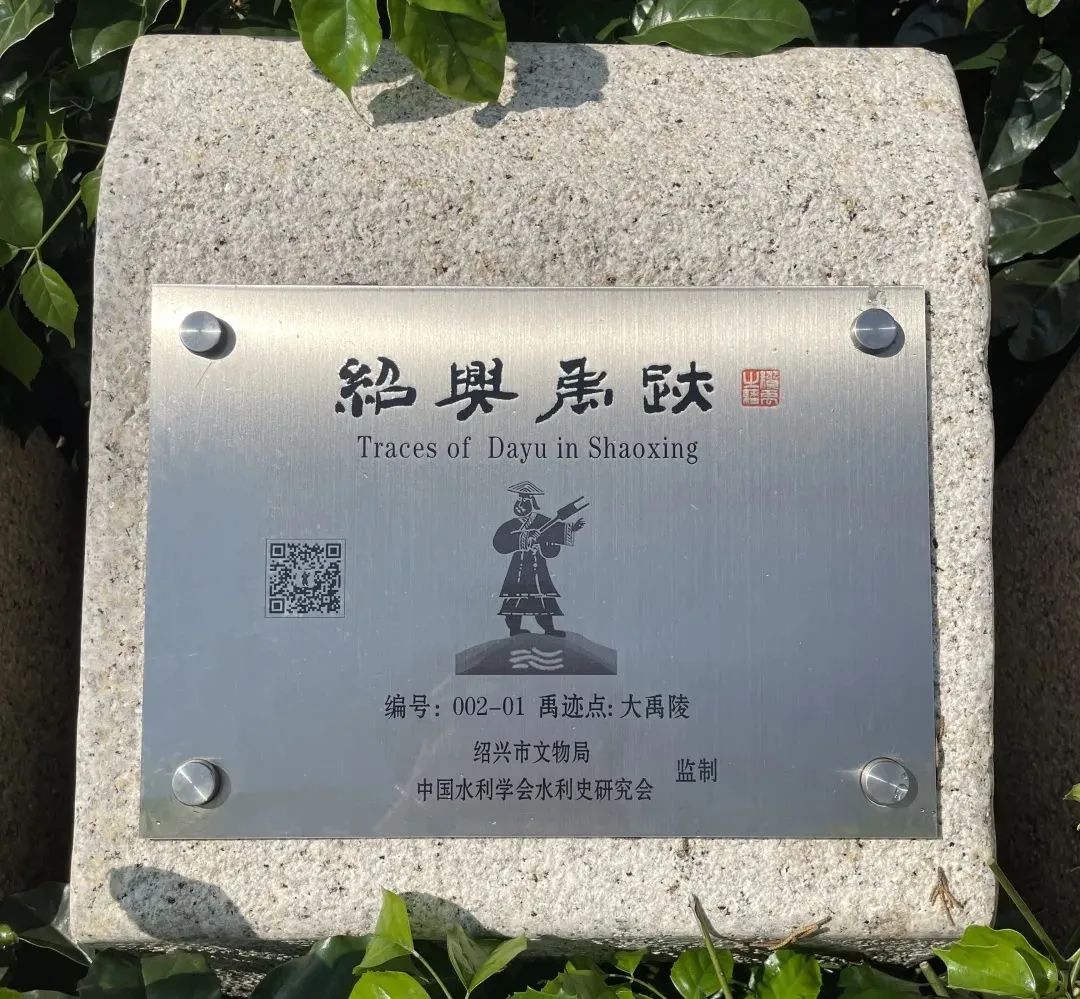 紹興禹跡
Traces of Dayu in Shaoxing
编号: 002-01 禹迹点: 大禹陵
绍兴市文物局
中国水利学会水利史研究会
监制